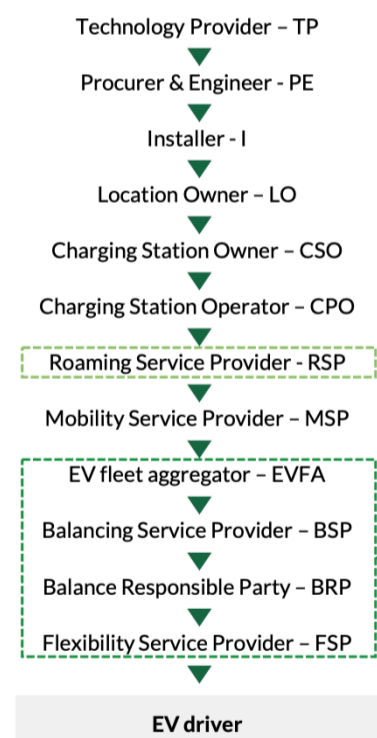 Technology Provider – TP
Procurer & Engineer - PE
Installer - I
Location Owner – LO
Charging Station Owner – CSO
Charging Station Operator – CPO
Roaming Service Provider - RSP
Mobility Service Provider – MSP
EV fleet aggregator – EVFA
Balancing Service Provider – BSP
Balance Responsible Party – BRP
Flexibility Service Provider – FSP
EV driver